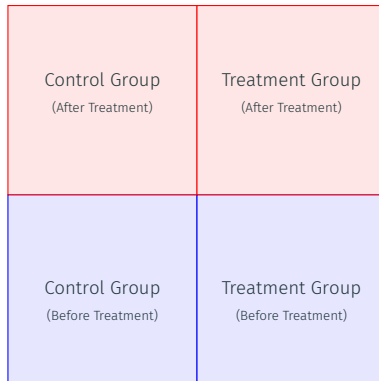 Control Group
(After Treatment)
Treatment Group
(After Treatment)
Control Group
(Before Treatment)
Treatment Group
(Before Treatment)